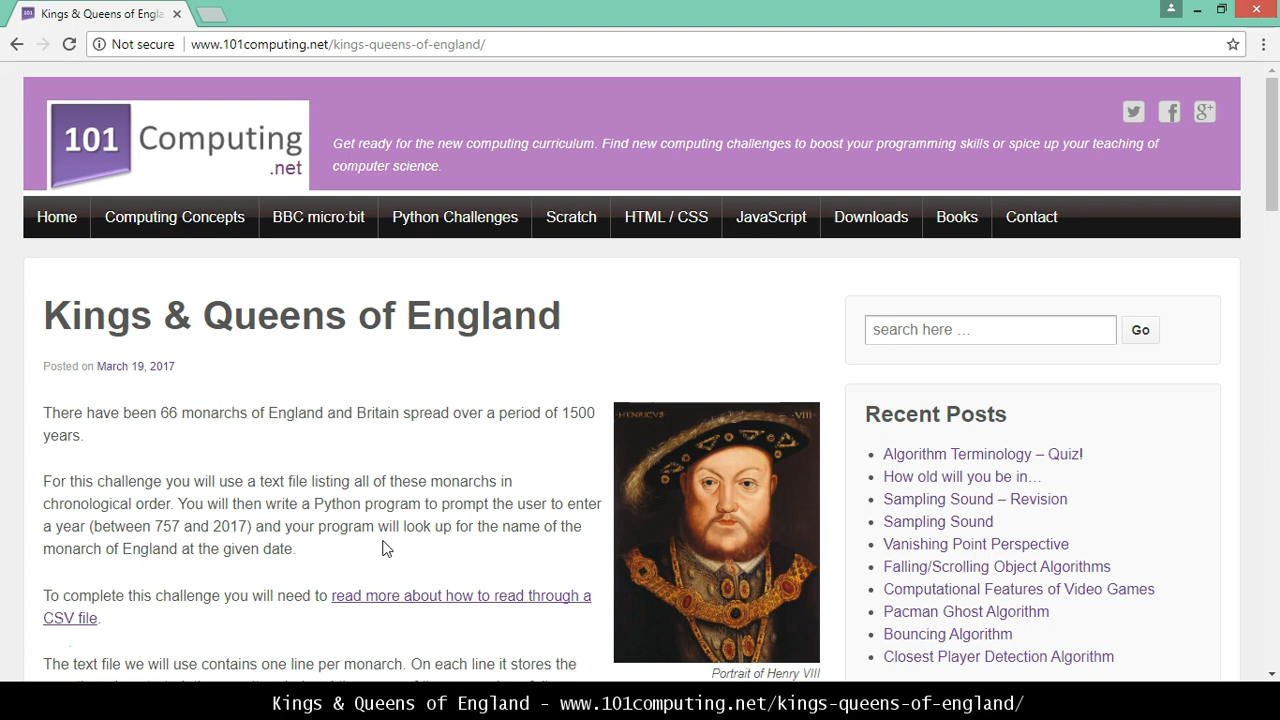 Kings & Queens of Engla
Not secure
www.101computing.net/kings-queens-of-england/
101 Computing
.net
Get ready for the new computing curriculum. Find new computing challenges to boost your programming skills or spice up your teaching of
computer science.
Home
Computing Concepts
BBC micro:bit
Python Challenges
Scratch
HTML / CSS
JavaScript
Downloads
Books
Contact
Kings & Queens of England
Posted on March 19, 2017
There have been 66 monarchs of England and Britain spread over a period of 1500
years.
For this challenge you will use a text file listing all of these monarchs in
chronological order. You will then write a Python program to prompt the user to enter
a year (between 757 and 2017) and your program will look up for the name of the
monarch of England at the given date.
To complete this challenge you will need to read more about how to read through a
CSV file.
The text file we will use contains one line per monarch. On each line it stores the
HENRICVS
VIII
Portrait of Henry VIII
search here …
Go
Recent Posts
Algorithm Terminology – Quiz!
How old will you be in…
Sampling Sound – Revision
Sampling Sound
Vanishing Point Perspective
Falling/Scrolling Object Algorithms
Computational Features of Video Games
Pacman Ghost Algorithm
Bouncing Algorithm
Closest Player Detection Algorithm
Kings & Queens of England - www.101computing.net/kings-queens-of-england/